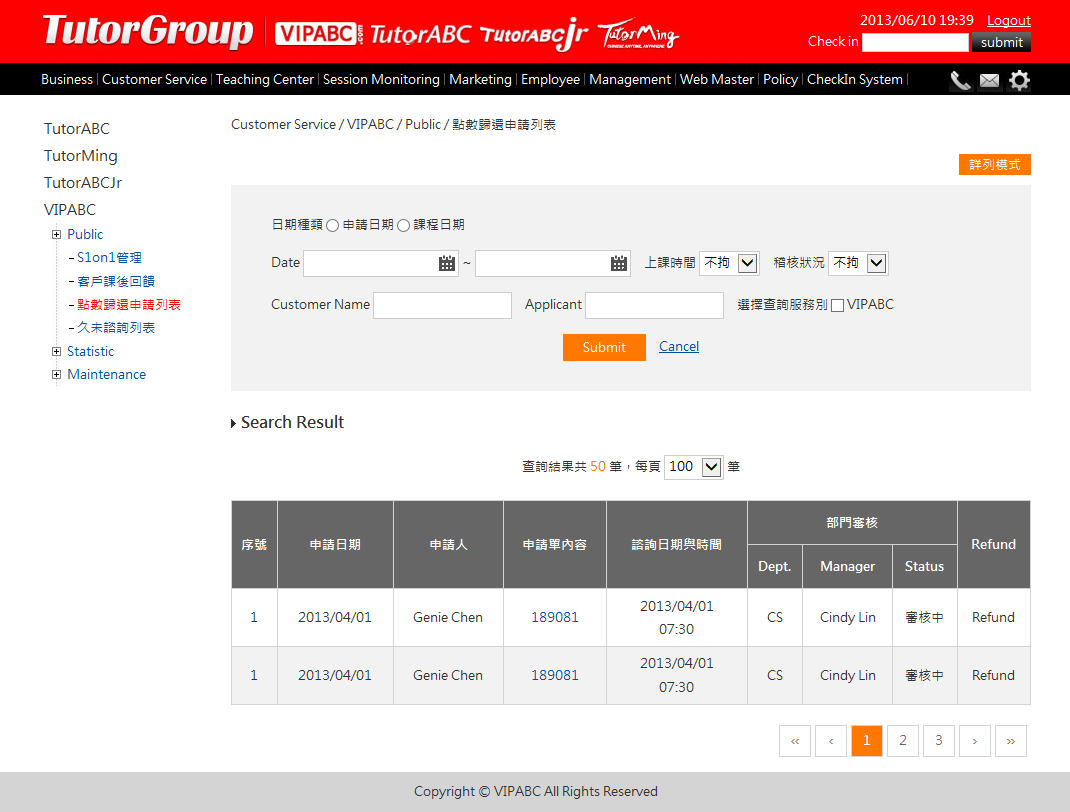 TutorGroup VIPABC.com TutorABC TutorABCjr TutorMing
2013/06/10 19:39 Logout
Check in submit
Business | Customer Service | Teaching Center | Session Monitoring | Marketing | Employee | Management | Web Master | Policy | CheckIn System |
TutorABC
TutorMing
TutorABCJr
VIPABC
Public
S1on1管理
客戶課後回饋
點數歸還申請列表
久未諮詢列表
Statistic
Maintenance
Customer Service / VIPABC / Public / 點數歸還申請列表
詳列模式
日期種類 申請日期 課程日期
Date ~ 上課時間 不拘 稽核狀況 不拘
Customer Name Applicant 選擇查詢服務別 VIPABC
Submit Cancel
Search Result
查詢結果共 50 筆，每頁 100 筆
序號 申請日期 申請人 申請單內容 諮詢日期與時間 部門審核 Refund
Dept. Manager Status
1 2013/04/01 Genie Chen 189081 2013/04/01 07:30 CS Cindy Lin 審核中 Refund
1 2013/04/01 Genie Chen 189081 2013/04/01 07:30 CS Cindy Lin 審核中 Refund
« ‹ 1 2 3 › »
Copyright © VIPABC All Rights Reserved